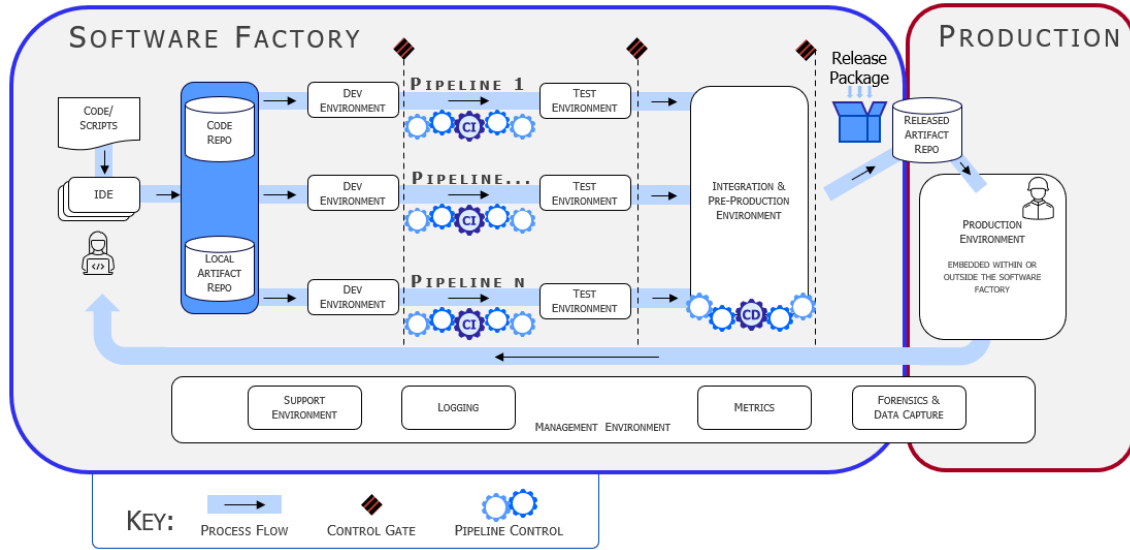 SOFTWARE FACTORY
PRODUCTION
CODE/
SCRIPTS
IDE
CODE
REPO
LOCAL
ARTIFACT
REPO
DEV
ENVIRONMENT
PIPELINE 1
CI
TEST
ENVIRONMENT
DEV
ENVIRONMENT
PIPELINE...
CI
TEST
ENVIRONMENT
DEV
ENVIRONMENT
PIPELINE N
CI
TEST
ENVIRONMENT
INTEGRATION &
PRE-PRODUCTION
ENVIRONMENT
CD
Release
Package
RELEASED
ARTIFACT
REPO
PRODUCTION
ENVIRONMENT
EMBEDDED WITHIN OR
OUTSIDE THE SOFTWARE
FACTORY
SUPPORT
ENVIRONMENT
LOGGING
METRICS
FORENSICS &
DATA CAPTURE
MANAGEMENT ENVIRONMENT
KEY:
PROCESS FLOW
CONTROL GATE
PIPELINE CONTROL